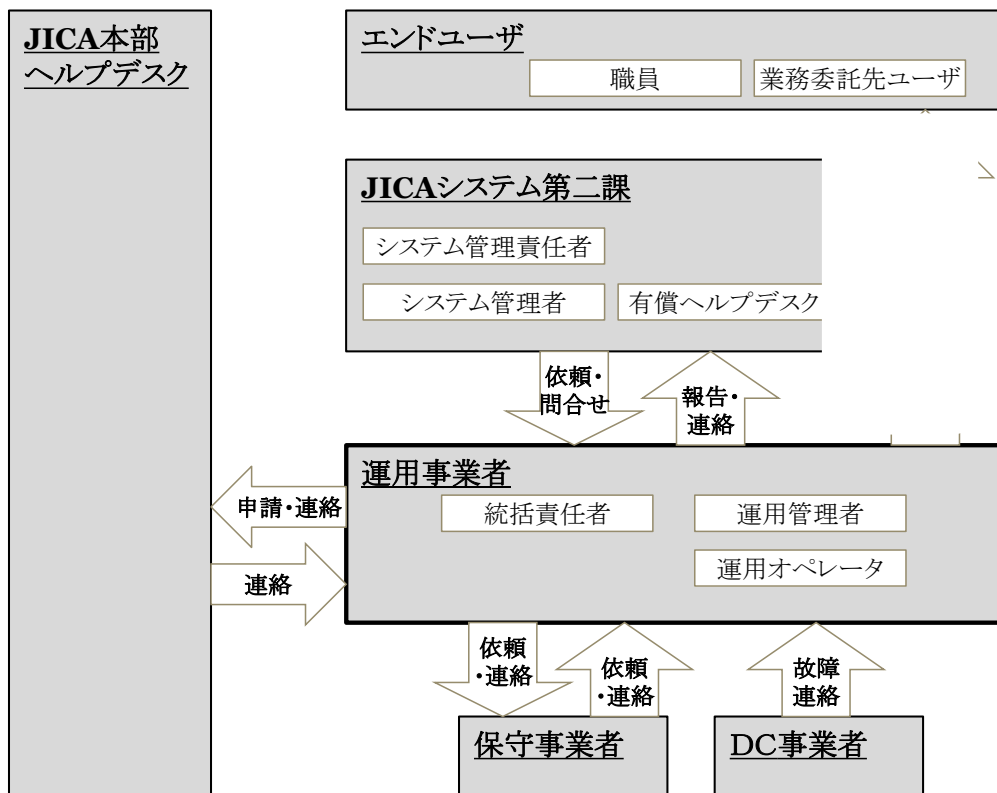 JICA本部
ヘルプデスク
エンドユーザ
職員
業務委託先ユーザ
JICAシステム第二課
システム管理責任者
システム管理者
有償ヘルプデスク
依頼・
問合せ
報告・
連絡
運用事業者
統括責任者
運用管理者
運用オペレータ
申請・連絡
連絡
依頼
・連絡
依頼
・連絡
故障
連絡
保守事業者
DC事業者